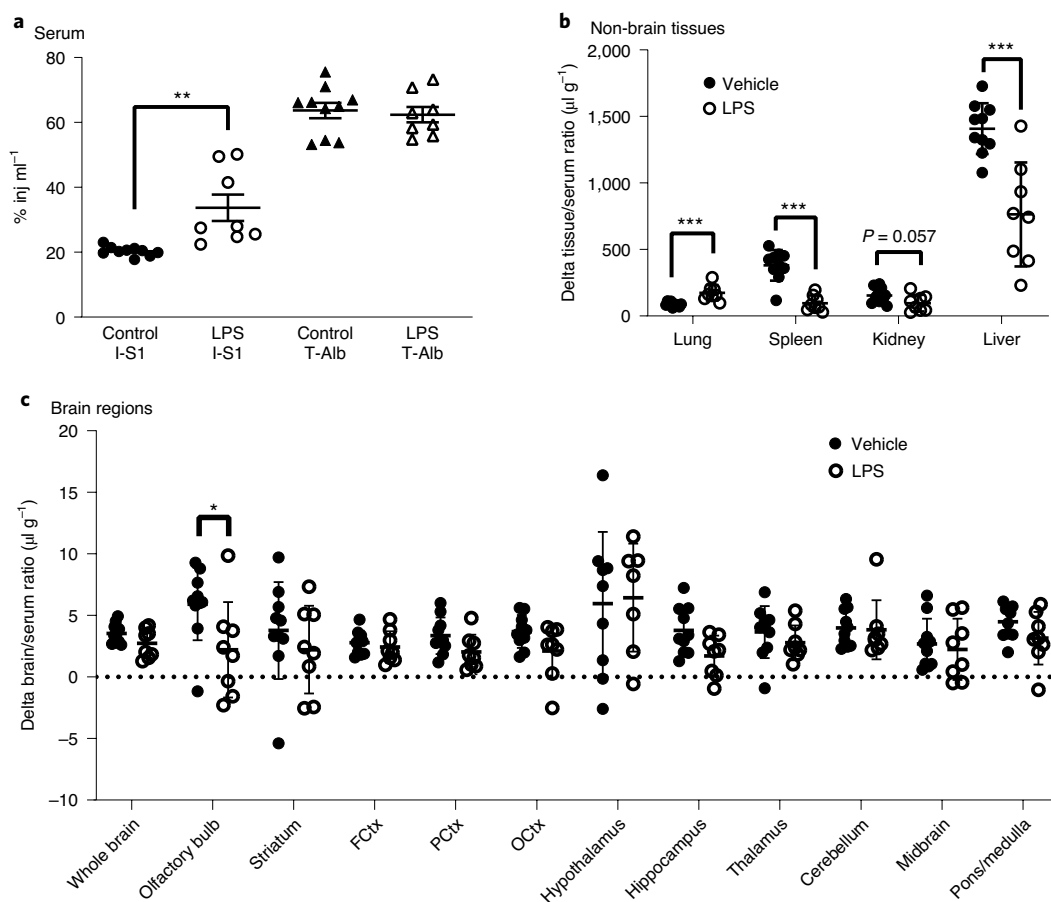 a Serum
80
60
40
20
0
% inj ml⁻¹
**
Control I-S1
LPS I-S1
Control T-Alb
LPS T-Alb
b Non-brain tissues
2,000
1,500
1,000
500
0
Delta tissue/serum ratio (µl g⁻¹)
Vehicle
LPS
***
***
P = 0.057
***
Lung Spleen Kidney Liver
c Brain regions
20
15
10
5
0
–5
–10
Delta brain/serum ratio (µl g⁻¹)
Vehicle
LPS
*
Whole brain
Olfactory bulb
Striatum
FCtx
PCtx
OCtx
Hypothalamus
Hippocampus
Thalamus
Cerebellum
Midbrain
Pons/medulla